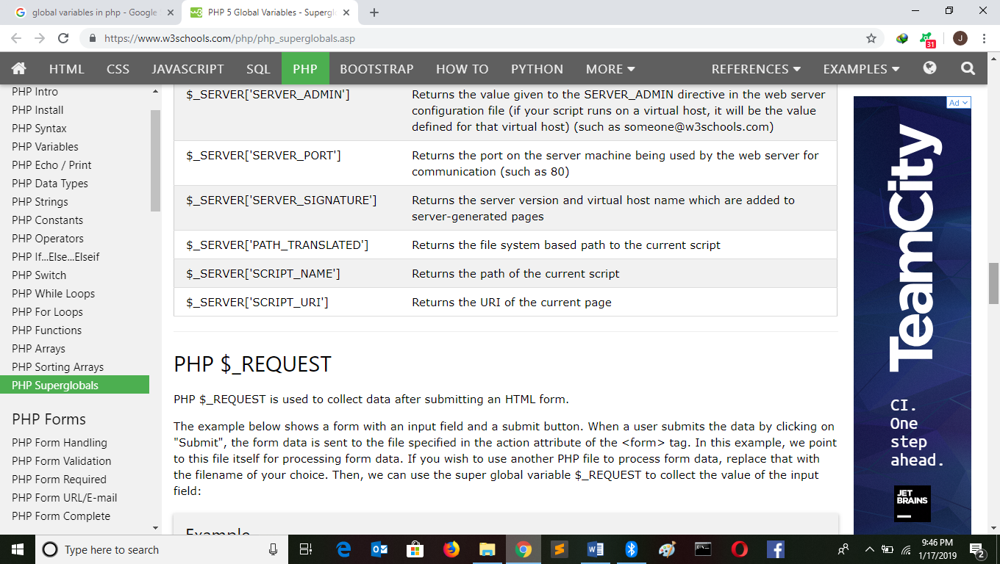 global variables in php - Google
PHP 5 Global Variables - Supergl
https://www.w3schools.com/php/php_superglobals.asp
31
J
HTML CSS JAVASCRIPT SQL PHP BOOTSTRAP HOW TO PYTHON MORE REFERENCES EXAMPLES
PHP Intro
PHP Install
PHP Syntax
PHP Variables
PHP Echo / Print
PHP Data Types
PHP Strings
PHP Constants
PHP Operators
PHP If...Else...Elseif
PHP Switch
PHP While Loops
PHP For Loops
PHP Functions
PHP Arrays
PHP Sorting Arrays
PHP Superglobals
PHP Forms
PHP Form Handling
PHP Form Validation
PHP Form Required
PHP Form URL/E-mail
PHP Form Complete
$_SERVER['SERVER_ADMIN'] Returns the value given to the SERVER_ADMIN directive in the web server
configuration file (if your script runs on a virtual host, it will be the value
defined for that virtual host) (such as someone@w3schools.com)
$_SERVER['SERVER_PORT'] Returns the port on the server machine being used by the web server for
communication (such as 80)
$_SERVER['SERVER_SIGNATURE'] Returns the server version and virtual host name which are added to
server-generated pages
$_SERVER['PATH_TRANSLATED'] Returns the file system based path to the current script
$_SERVER['SCRIPT_NAME'] Returns the path of the current script
$_SERVER['SCRIPT_URI'] Returns the URI of the current page
PHP $_REQUEST
PHP $_REQUEST is used to collect data after submitting an HTML form.
The example below shows a form with an input field and a submit button. When a user submits the data by clicking on
"Submit", the form data is sent to the file specified in the action attribute of the <form> tag. In this example, we point
to this file itself for processing form data. If you wish to use another PHP file to process form data, replace that with
the filename of your choice. Then, we can use the super global variable $_REQUEST to collect the value of the input
field:
Example
Ad
TeamCity
CI.
One
step
ahead.
JET
BRAINS
Type here to search
9:46 PM
1/17/2019
2